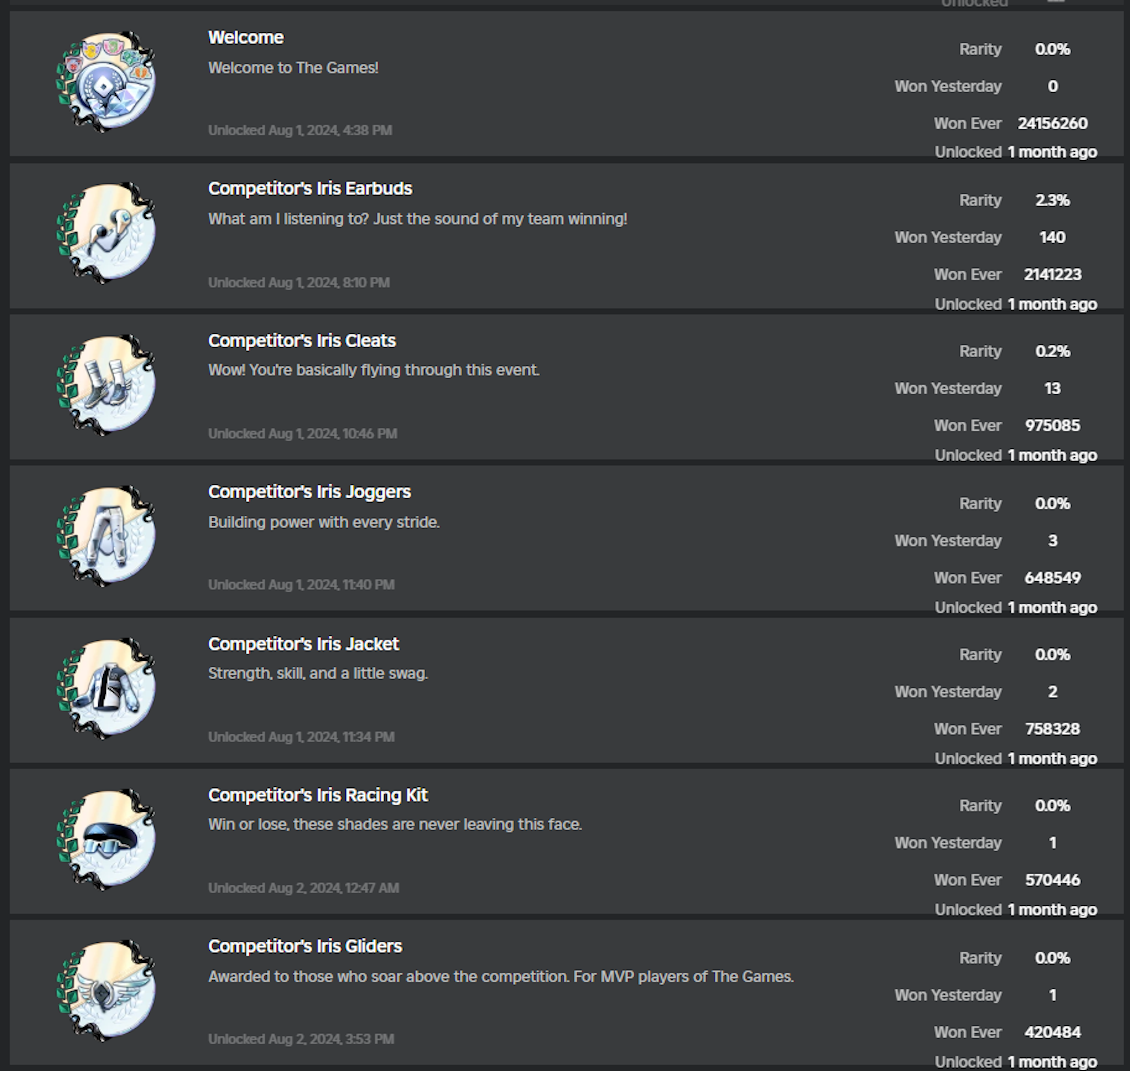 Unlocked
Welcome
Welcome to The Games!
Unlocked Aug 1, 2024, 4:38 PM
Rarity 0.0%
Won Yesterday 0
Won Ever 24156260
Unlocked 1 month ago
Competitor's Iris Earbuds
What am I listening to? Just the sound of my team winning!
Unlocked Aug 1, 2024, 8:10 PM
Rarity 2.3%
Won Yesterday 140
Won Ever 2141223
Unlocked 1 month ago
Competitor's Iris Cleats
Wow! You're basically flying through this event.
Unlocked Aug 1, 2024, 10:46 PM
Rarity 0.2%
Won Yesterday 13
Won Ever 975085
Unlocked 1 month ago
Competitor's Iris Joggers
Building power with every stride.
Unlocked Aug 1, 2024, 11:40 PM
Rarity 0.0%
Won Yesterday 3
Won Ever 648549
Unlocked 1 month ago
Competitor's Iris Jacket
Strength, skill, and a little swag.
Unlocked Aug 1, 2024, 11:34 PM
Rarity 0.0%
Won Yesterday 2
Won Ever 758328
Unlocked 1 month ago
Competitor's Iris Racing Kit
Win or lose, these shades are never leaving this face.
Unlocked Aug 2, 2024, 12:47 AM
Rarity 0.0%
Won Yesterday 1
Won Ever 570446
Unlocked 1 month ago
Competitor's Iris Gliders
Awarded to those who soar above the competition. For MVP players of The Games.
Unlocked Aug 2, 2024, 3:53 PM
Rarity 0.0%
Won Yesterday 1
Won Ever 420484
Unlocked 1 month ago